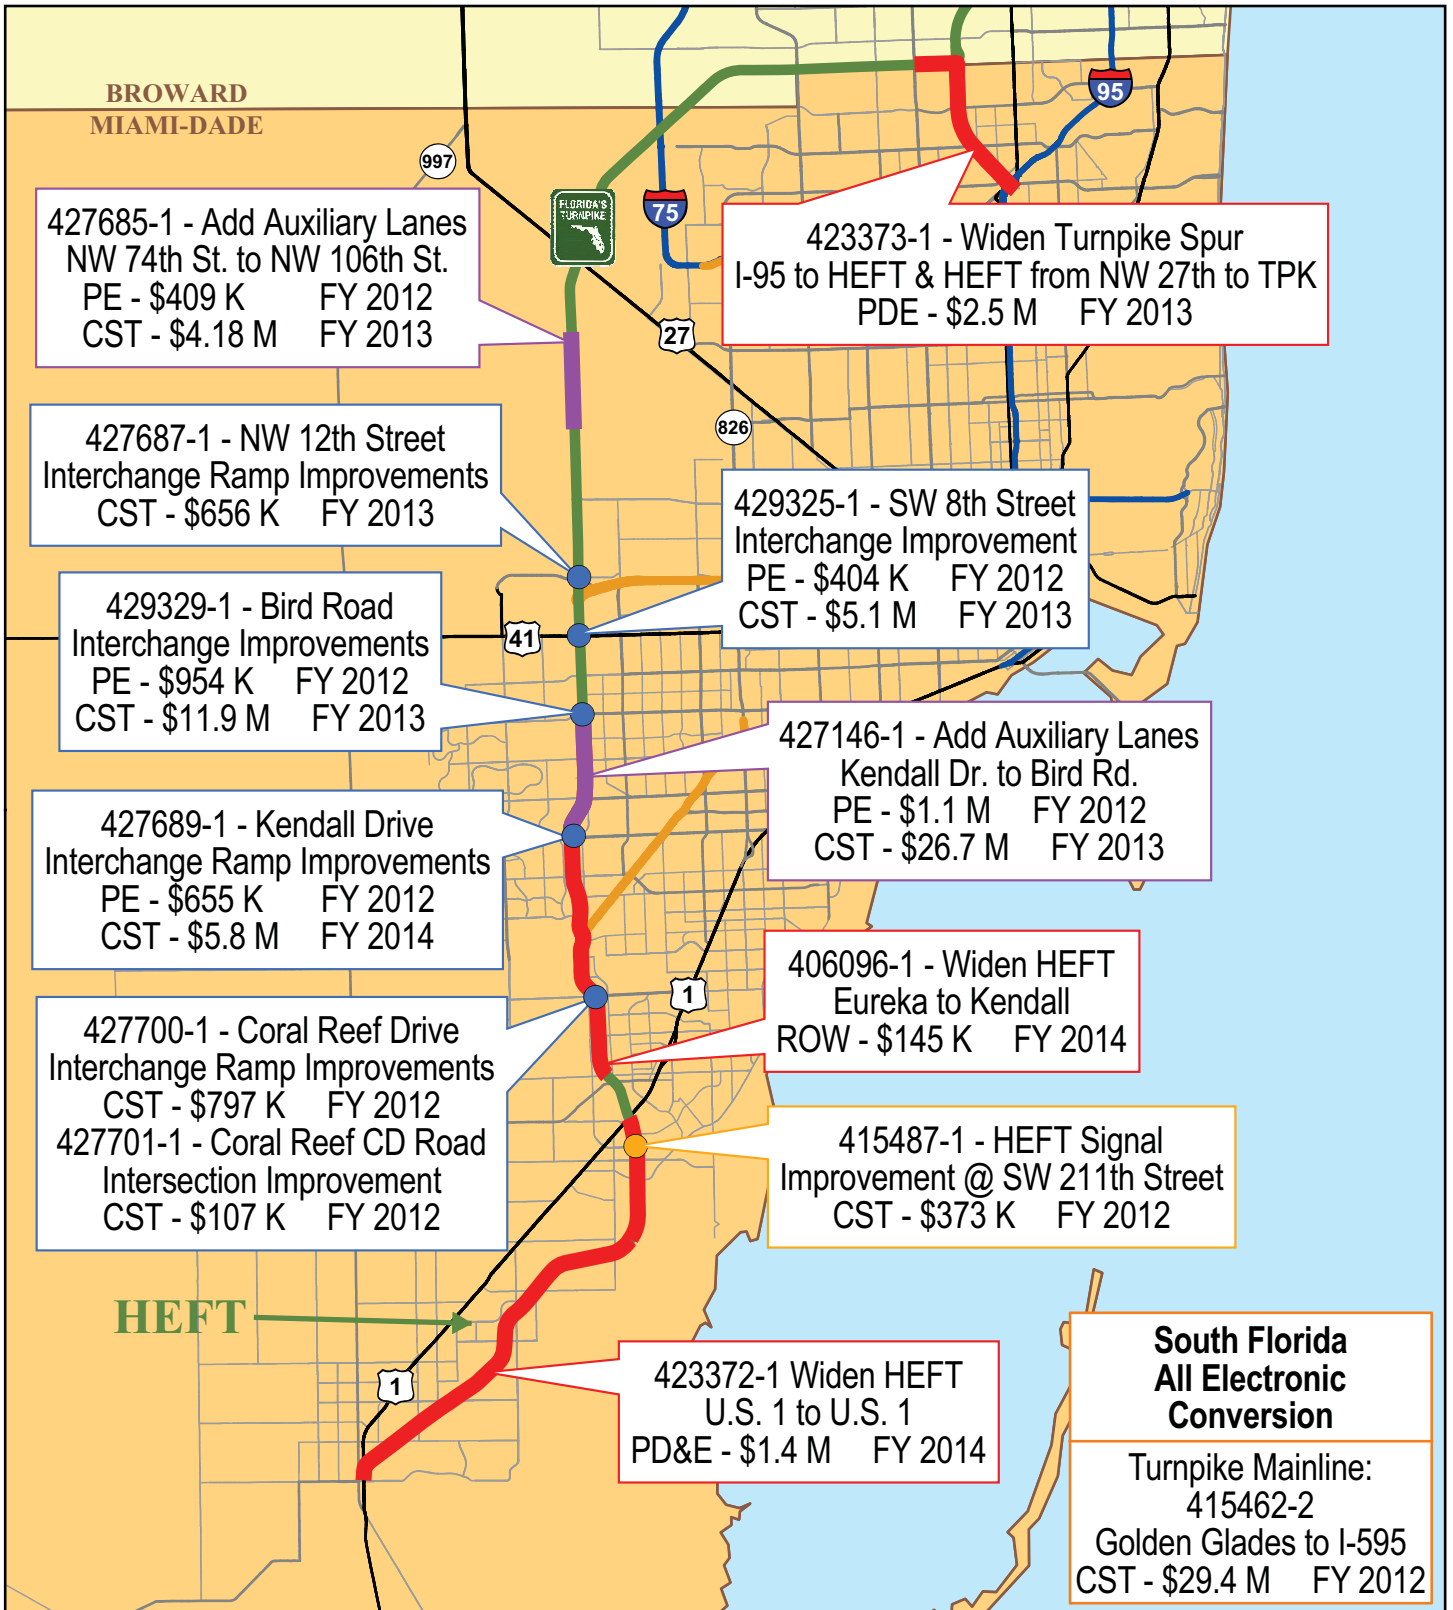 BROWARD
MIAMI-DADE
997
95
FLORIDA'S
TURNPIKE
75
427685-1 - Add Auxiliary Lanes
NW 74th St. to NW 106th St.
PE - $409 K FY 2012
CST - $4.18 M FY 2013
423373-1 - Widen Turnpike Spur
I-95 to HEFT & HEFT from NW 27th to TPK
PDE - $2.5 M FY 2013
27
826
427687-1 - NW 12th Street
Interchange Ramp Improvements
CST - $656 K FY 2013
429325-1 - SW 8th Street
Interchange Improvement
PE - $404 K FY 2012
CST - $5.1 M FY 2013
41
429329-1 - Bird Road
Interchange Improvements
PE - $954 K FY 2012
CST - $11.9 M FY 2013
427146-1 - Add Auxiliary Lanes
Kendall Dr. to Bird Rd.
PE - $1.1 M FY 2012
CST - $26.7 M FY 2013
427689-1 - Kendall Drive
Interchange Ramp Improvements
PE - $655 K FY 2012
CST - $5.8 M FY 2014
406096-1 - Widen HEFT
Eureka to Kendall
ROW - $145 K FY 2014
1
427700-1 - Coral Reef Drive
Interchange Ramp Improvements
CST - $797 K FY 2012
427701-1 - Coral Reef CD Road
Intersection Improvement
CST - $107 K FY 2012
415487-1 - HEFT Signal
Improvement @ SW 211th Street
CST - $373 K FY 2012
HEFT
1
423372-1 Widen HEFT
U.S. 1 to U.S. 1
PD&E - $1.4 M FY 2014
South Florida
All Electronic
Conversion
Turnpike Mainline:
415462-2
Golden Glades to I-595
CST - $29.4 M FY 2012